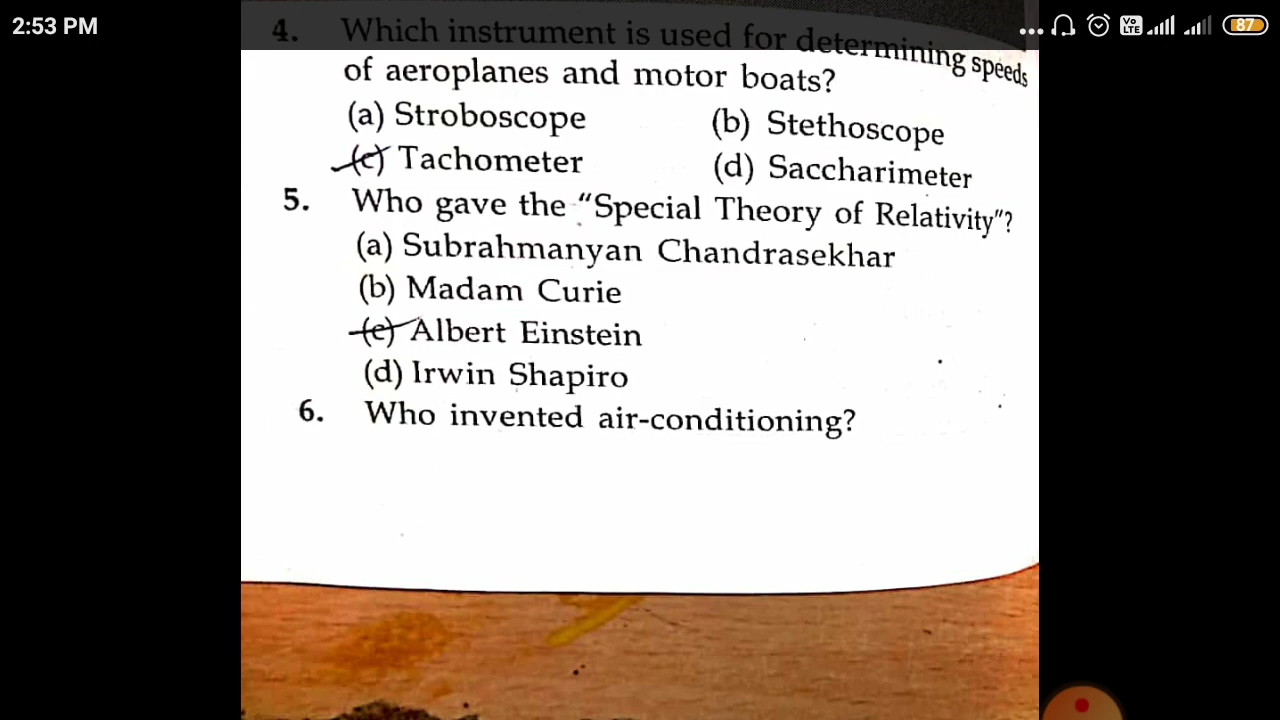 2:53 PM
... Vo LTE 87
4. Which instrument is used for determining speeds
of aeroplanes and motor boats?
(a) Stroboscope (b) Stethoscope
(c) Tachometer (d) Saccharimeter
5. Who gave the "Special Theory of Relativity"?
(a) Subrahmanyan Chandrasekhar
(b) Madam Curie
(c) Albert Einstein
(d) Irwin Shapiro
6. Who invented air-conditioning?